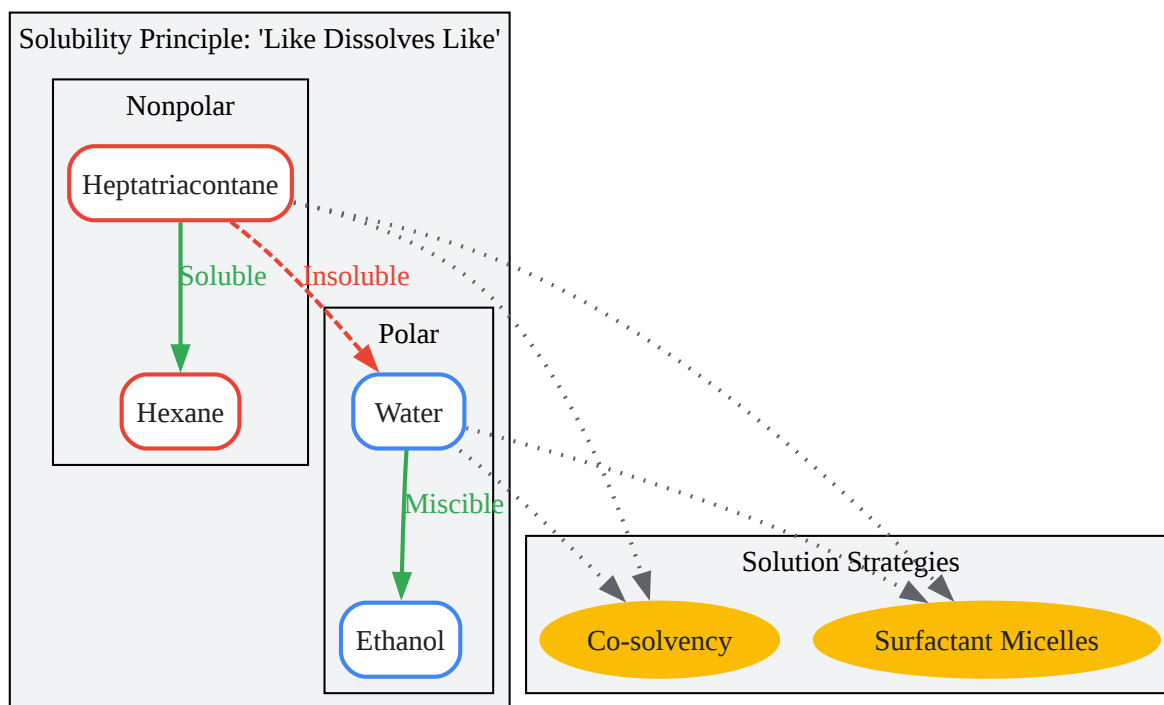 Solubility Principle: 'Like Dissolves Like'
Nonpolar
Heptatriacontane
Soluble
Insoluble
Polar
Hexane
Water
Miscible
Solution Strategies
Ethanol
Co-solvency
Surfactant Micelles